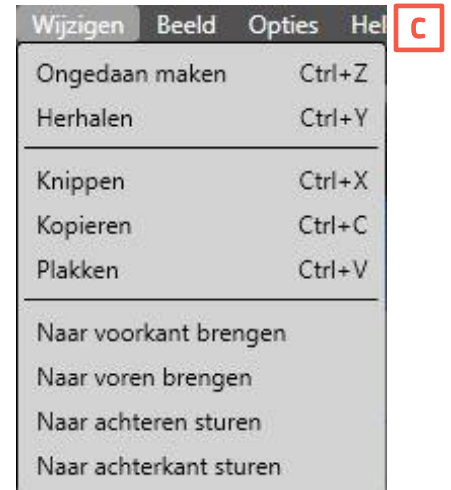 Wijzigen Beeld Opties Hel C
Ongedaan maken Ctrl+Z
Herhalen Ctrl+Y
Knippen Ctrl+X
Kopieren Ctrl+C
Plakken Ctrl+V
Naar voorkant brengen
Naar voren brengen
Naar achteren sturen
Naar achterkant sturen